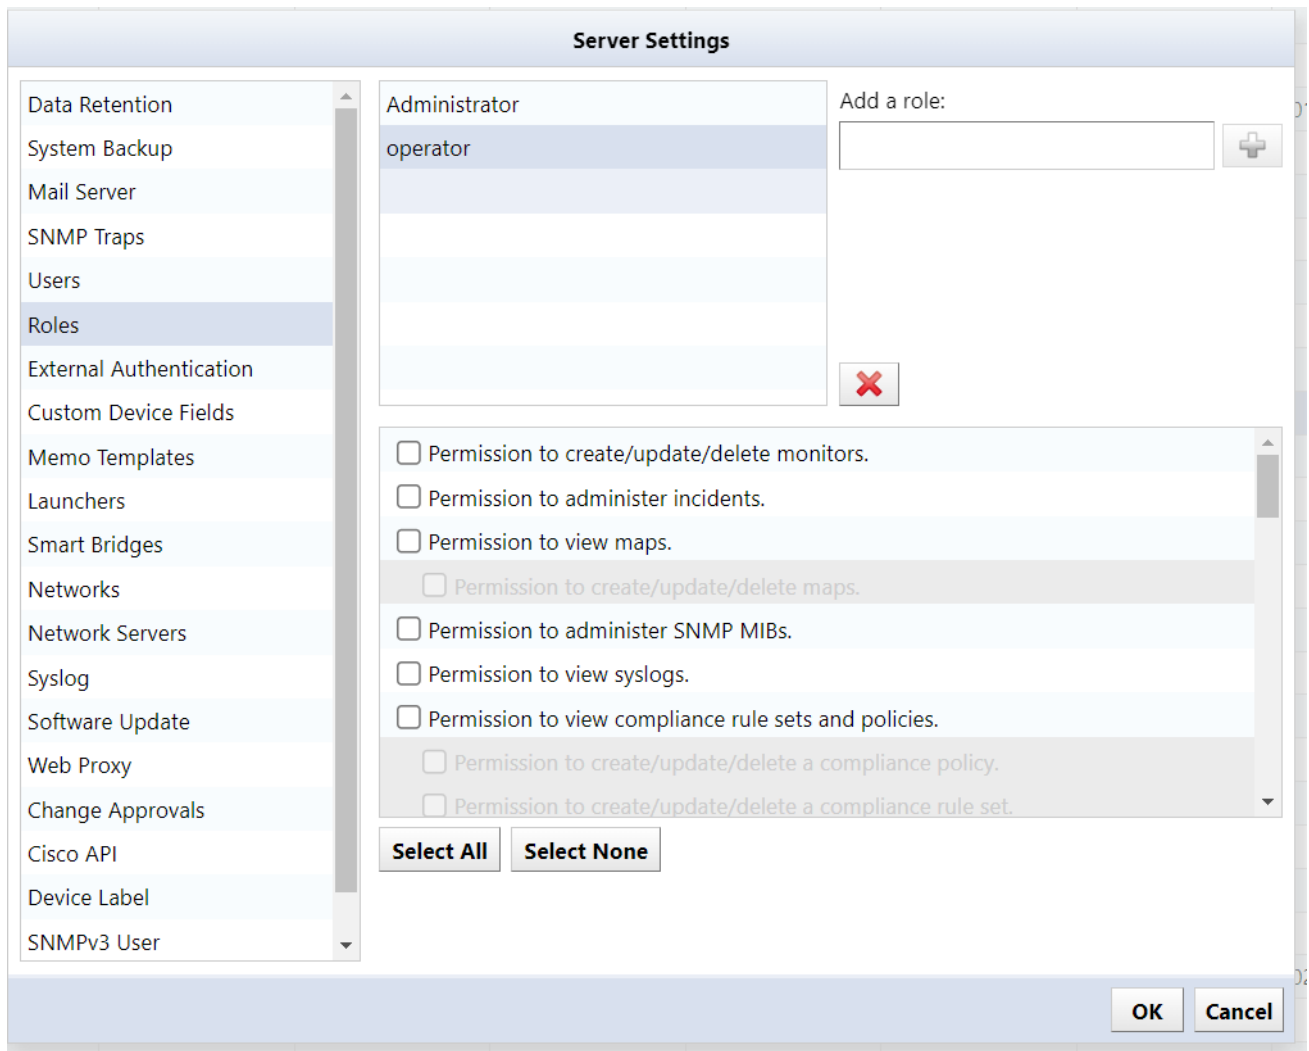 Server Settings
Data Retention
System Backup
Mail Server
SNMP Traps
Users
Roles
External Authentication
Custom Device Fields
Memo Templates
Launchers
Smart Bridges
Networks
Network Servers
Syslog
Software Update
Web Proxy
Change Approvals
Cisco API
Device Label
SNMPv3 User
Administrator
operator
Add a role:
Permission to create/update/delete monitors.
Permission to administer incidents.
Permission to view maps.
Permission to create/update/delete maps.
Permission to administer SNMP MIBs.
Permission to view syslogs.
Permission to view compliance rule sets and policies.
Permission to create/update/delete a compliance policy.
Permission to create/update/delete a compliance rule set.
Select All
Select None
OK
Cancel